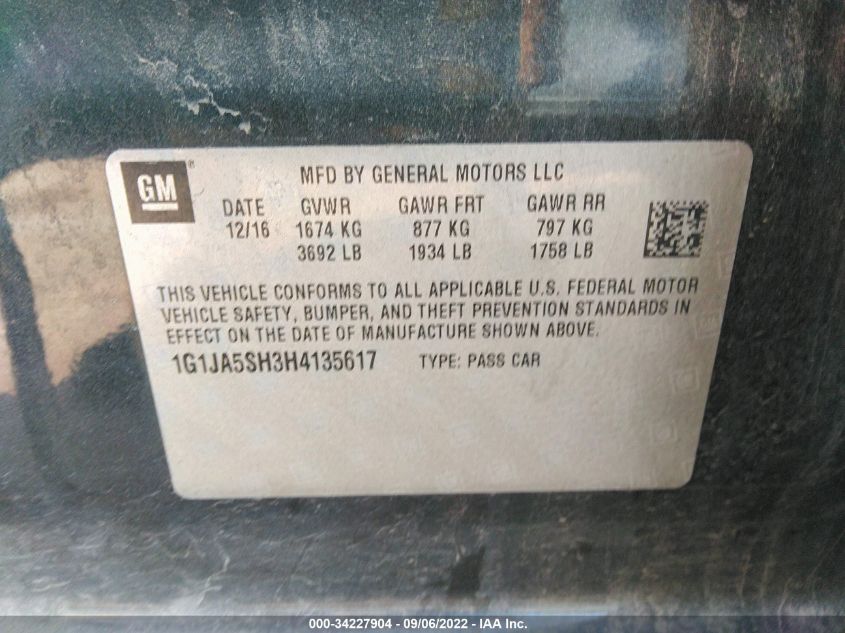 GM®
MFD BY GENERAL MOTORS LLC
DATE GVWR GAWR FRT GAWR RR
12/16 1674 KG 877 KG 797 KG
3692 LB 1934 LB 1758 LB
THIS VEHICLE CONFORMS TO ALL APPLICABLE U.S. FEDERAL MOTOR
VEHICLE SAFETY, BUMPER, AND THEFT PREVENTION STANDARDS IN
EFFECT ON THE DATE OF MANUFACTURE SHOWN ABOVE.
1G1JA5SH3H4135617 TYPE: PASS CAR
000-34227904 - 09/06/2022 - IAA Inc.